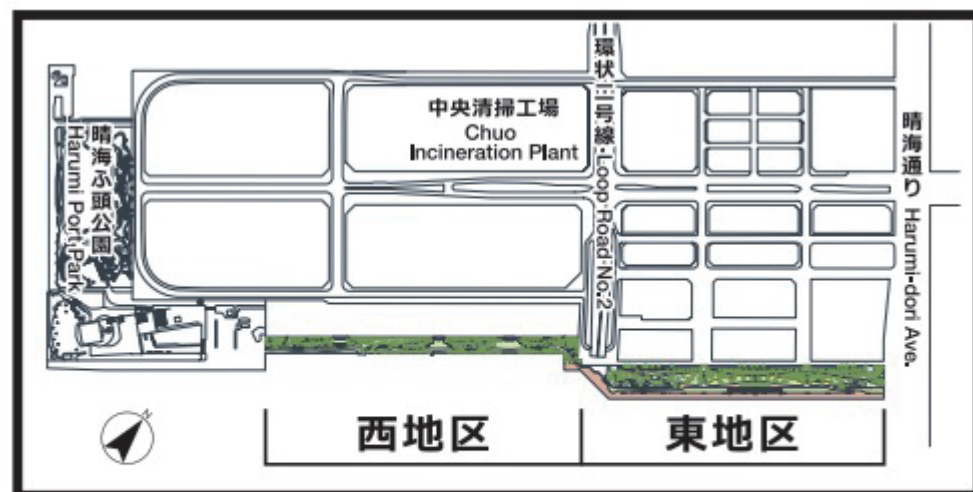 晴海ふ頭公園
Harumi Port Park
中央清掃工場
Chuo
Incineration Plant
環状二号線 Loop Road No.2
晴海通り Harumi-dori Ave.
N
西地区
東地区